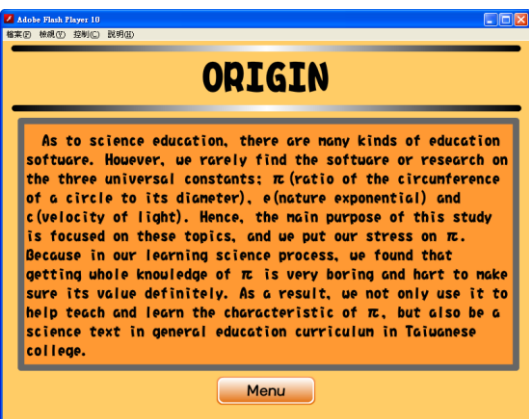 Adobe Flash Player 10
檔案(F) 檢視(V) 控制(C) 說明(H)
ORIGIN
As to science education, there are many kinds of education
software. However, we rarely find the software or research on
the three universal constants: π(ratio of the circumference
of a circle to its diameter), e(nature exponential) and
c(velocity of light). Hence, the main purpose of this study
is focused on these topics, and we put our stress on π.
Because in our learning science process, we found that
getting whole knowledge of π is very boring and hart to make
sure its value definitely. As a result, we not only use it to
help teach and learn the characteristic of π, but also be a
science text in general education curriculum in Taiwanese
college.
Menu